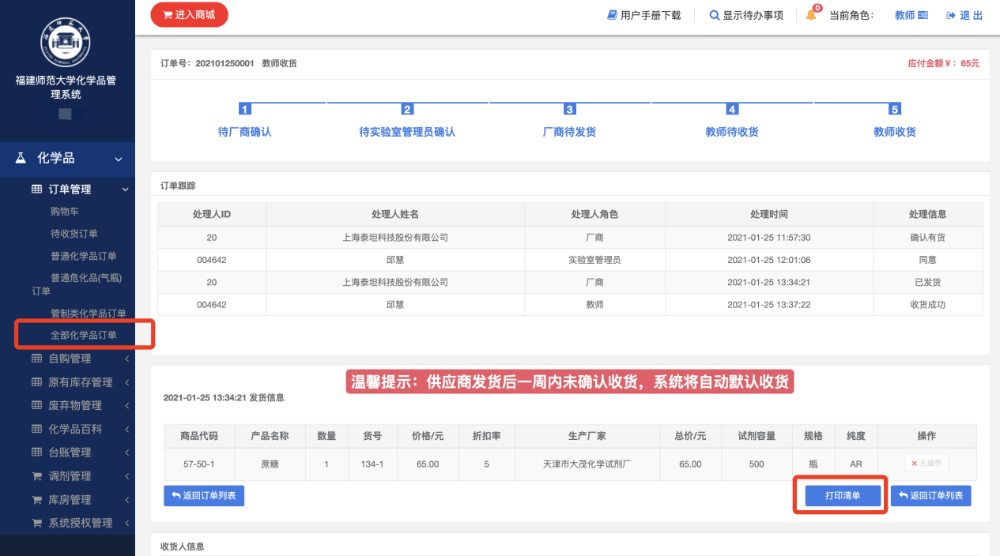 进入商城
用户手册下载
显示待办事项
0
当前角色：
教师
退 出
福建师范大学化学品管
理系统
化学品
订单管理
购物车
待收货订单
普通化学品订单
普通危化品(气瓶)
订单
管制类化学品订单
全部化学品订单
自购管理
原有库存管理
废弃物管理
化学品百科
台账管理
调剂管理
库房管理
系统授权管理
订单号：202101250001 教师收货
应付金额￥：65元
1 2 3 4 5
待厂商确认 待实验室管理员确认 厂商待发货 教师待收货 教师收货
订单跟踪
处理人ID 处理人姓名 处理人角色 处理时间 处理信息
20 上海泰坦科技股份有限公司 厂商 2021-01-25 11:57:30 确认有货
004642 邱慧 实验室管理员 2021-01-25 12:01:06 同意
20 上海泰坦科技股份有限公司 厂商 2021-01-25 13:34:21 已发货
004642 邱慧 教师 2021-01-25 13:37:22 收货成功
温馨提示：供应商发货后一周内未确认收货，系统将自动默认收货
2021-01-25 13:34:21 发货信息
商品代码 产品名称 数量 货号 价格/元 折扣率 生产厂家 总价/元 试剂容量 规格 纯度 操作
57-50-1 蔗糖 1 134-1 65.00 5 天津市大茂化学试剂厂 65.00 500 瓶 AR 无操作
返回订单列表 打印清单 返回订单列表
收货人信息